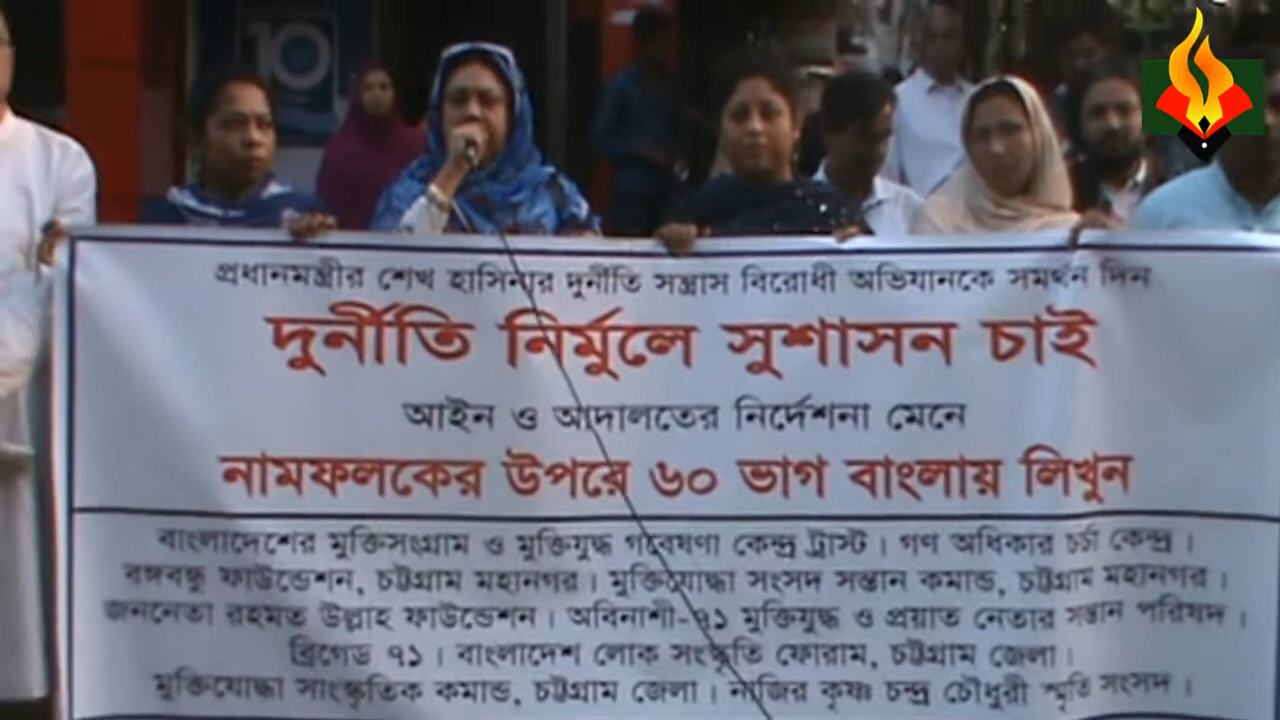 10
প্রধানমন্ত্রীর শেখ হাসিনার দুর্নীতি সন্ত্রাস বিরোধী অভিযানকে সমর্থন দিন
দুর্নীতি নির্মুলে সুশাসন চাই
আইন ও আদালতের নির্দেশনা মেনে
নামফলকের উপরে ৬০ ভাগ বাংলায় লিখুন
বাংলাদেশের মুক্তিসংগ্রাম ও মুক্তিযুদ্ধ গবেষণা কেন্দ্র ট্রাস্ট। গণ অধিকার চর্চা কেন্দ্র।
বঙ্গবন্ধু ফাউন্ডেশন, চট্টগ্রাম মহানগর। মুক্তিযোদ্ধা সংসদ সন্তান কমান্ড, চট্টগ্রাম মহানগর।
জননেতা রহমত উল্লাহ ফাউন্ডেশন। অবিনাশী-৭১ মুক্তিযুদ্ধ ও প্রয়াত নেতার সন্তান পরিষদ।
ব্রিগেড ৭১। বাংলাদেশ লোক সংস্কৃতি ফোরাম, চট্টগ্রাম জেলা।
মুক্তিযোদ্ধা সাংস্কৃতিক কমান্ড, চট্টগ্রাম জেলা। নাজির কৃষ্ণ চন্দ্র চৌধুরী স্মৃতি সংসদ।